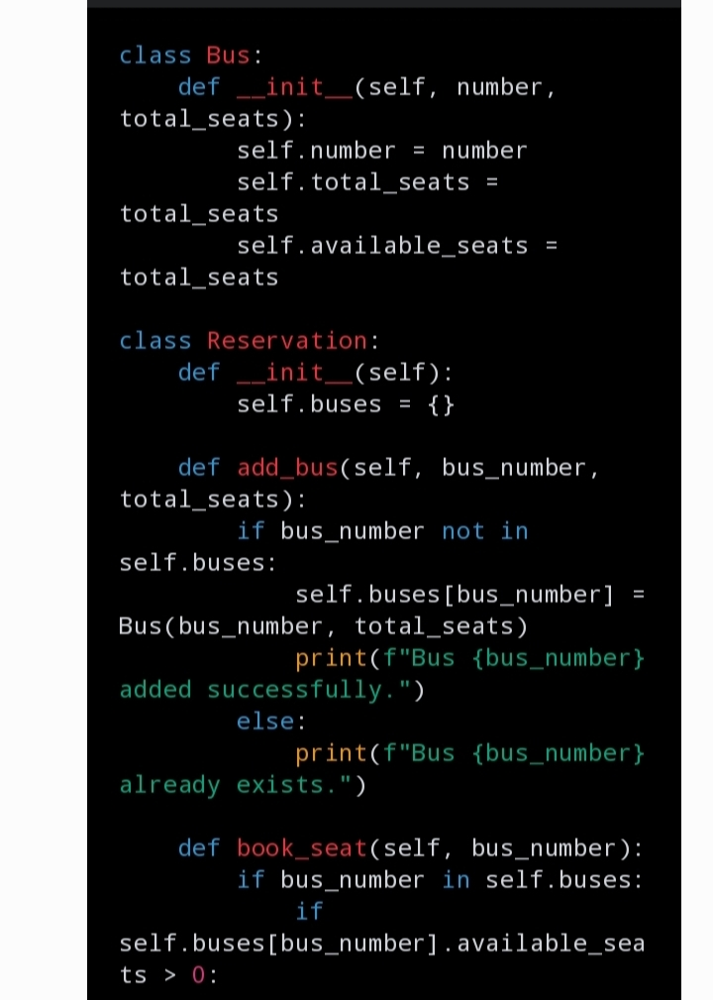 class Bus:
    def __init__(self, number,
total_seats):
        self.number = number
        self.total_seats =
total_seats
        self.available_seats =
total_seats
class Reservation:
    def __init__(self):
        self.buses = {}
    def add_bus(self, bus_number,
total_seats):
        if bus_number not in
self.buses:
            self.buses[bus_number] =
Bus(bus_number, total_seats)
            print(f"Bus {bus_number}
added successfully.")
        else:
            print(f"Bus {bus_number}
already exists.")
    def book_seat(self, bus_number):
        if bus_number in self.buses:
            if
self.buses[bus_number].available_sea
ts > 0: